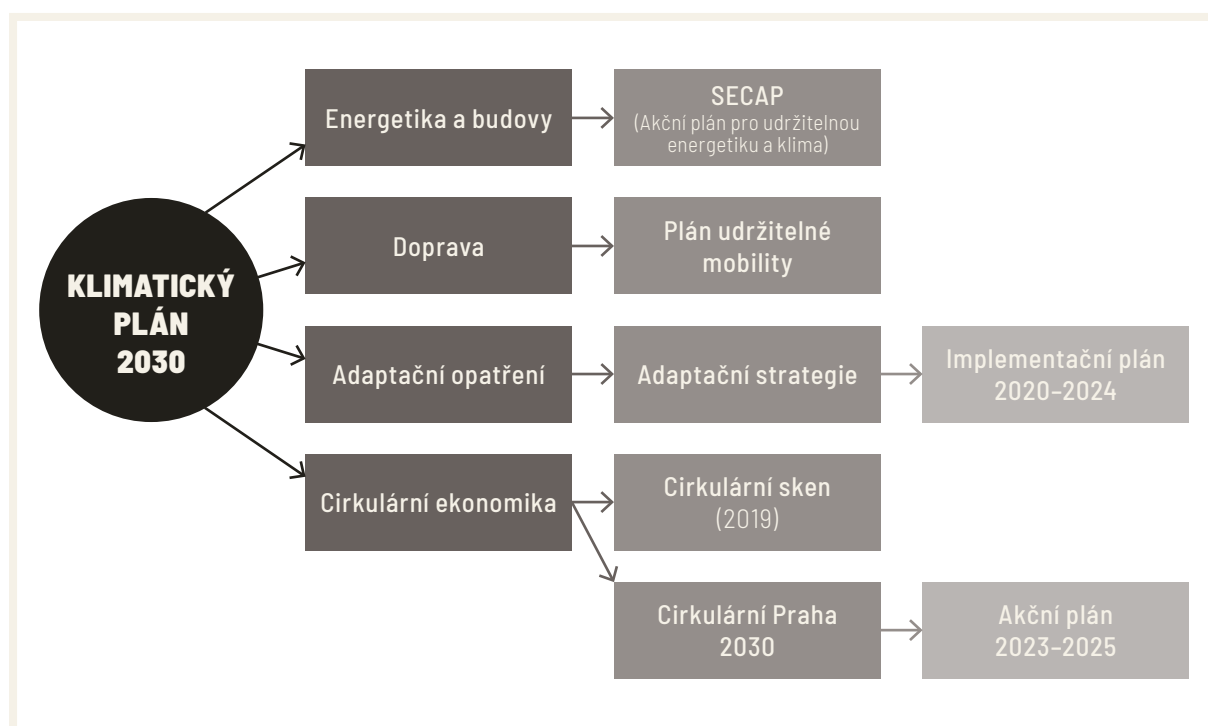 KLIMATICKÝ
PLÁN
2030
Energetika a budovy
SECAP
(Akční plán pro udržitelnou
energetiku a klima)
Doprava
Plán udržitelné
mobility
Adaptační opatření
Adaptační strategie
Implementační plán
2020–2024
Cirkulární ekonomika
Cirkulární sken
(2019)
Cirkulární Praha
2030
Akční plán
2023–2025